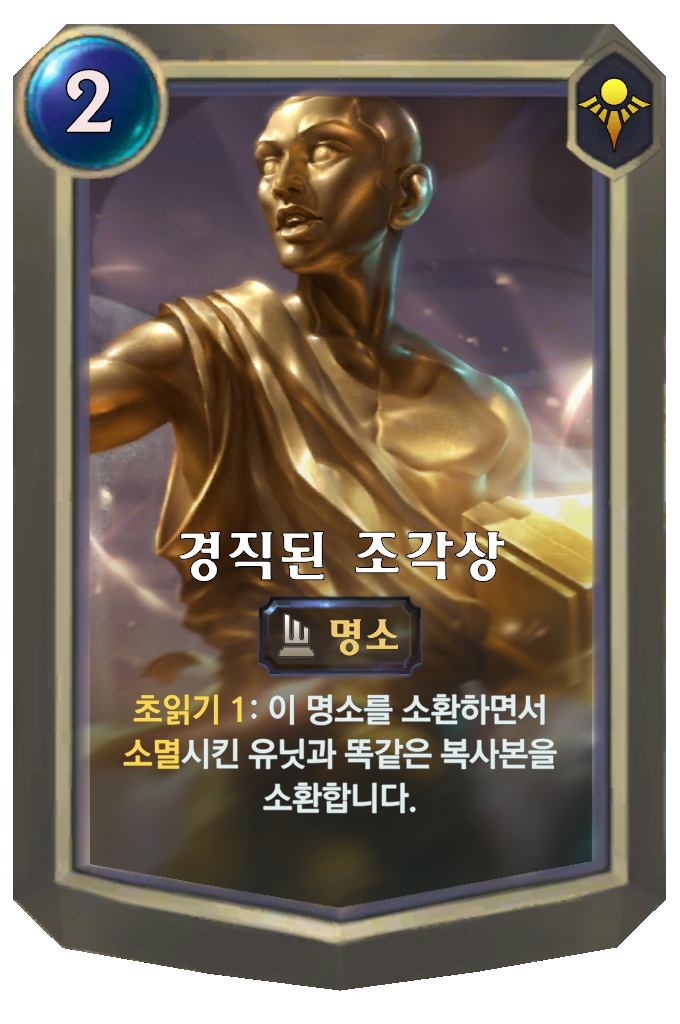 2
경직된 조각상
명소
초읽기 1: 이 명소를 소환하면서
소멸시킨 유닛과 똑같은 복사본을
소환합니다.